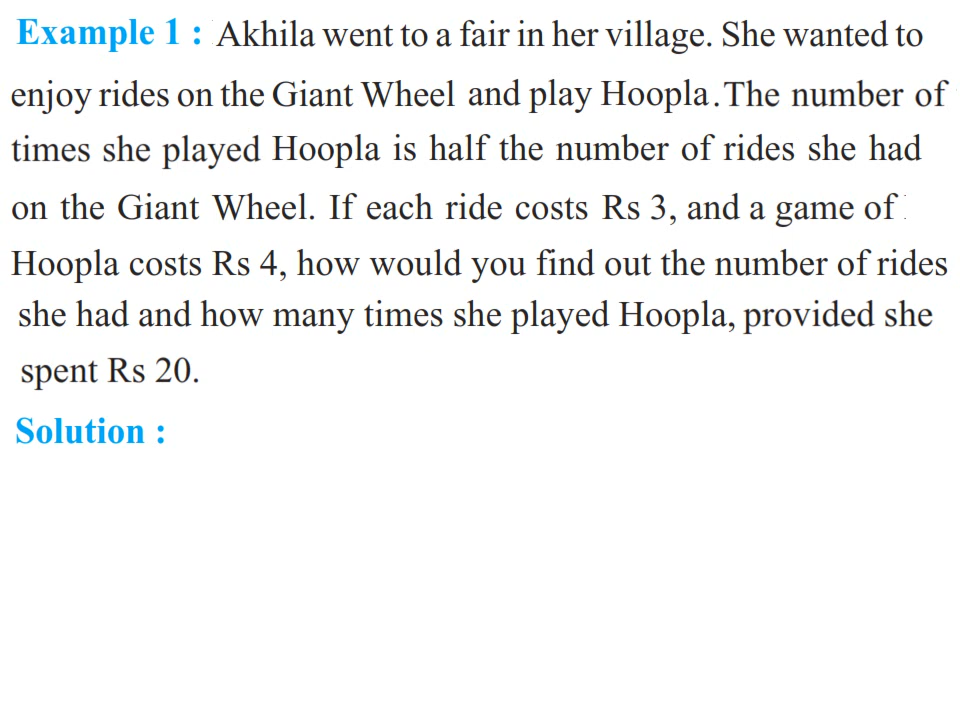 Example 1 : Akhila went to a fair in her village. She wanted to
enjoy rides on the Giant Wheel and play Hoopla. The number of
times she played Hoopla is half the number of rides she had
on the Giant Wheel. If each ride costs Rs 3, and a game of
Hoopla costs Rs 4, how would you find out the number of rides
she had and how many times she played Hoopla, provided she
spent Rs 20.
Solution :